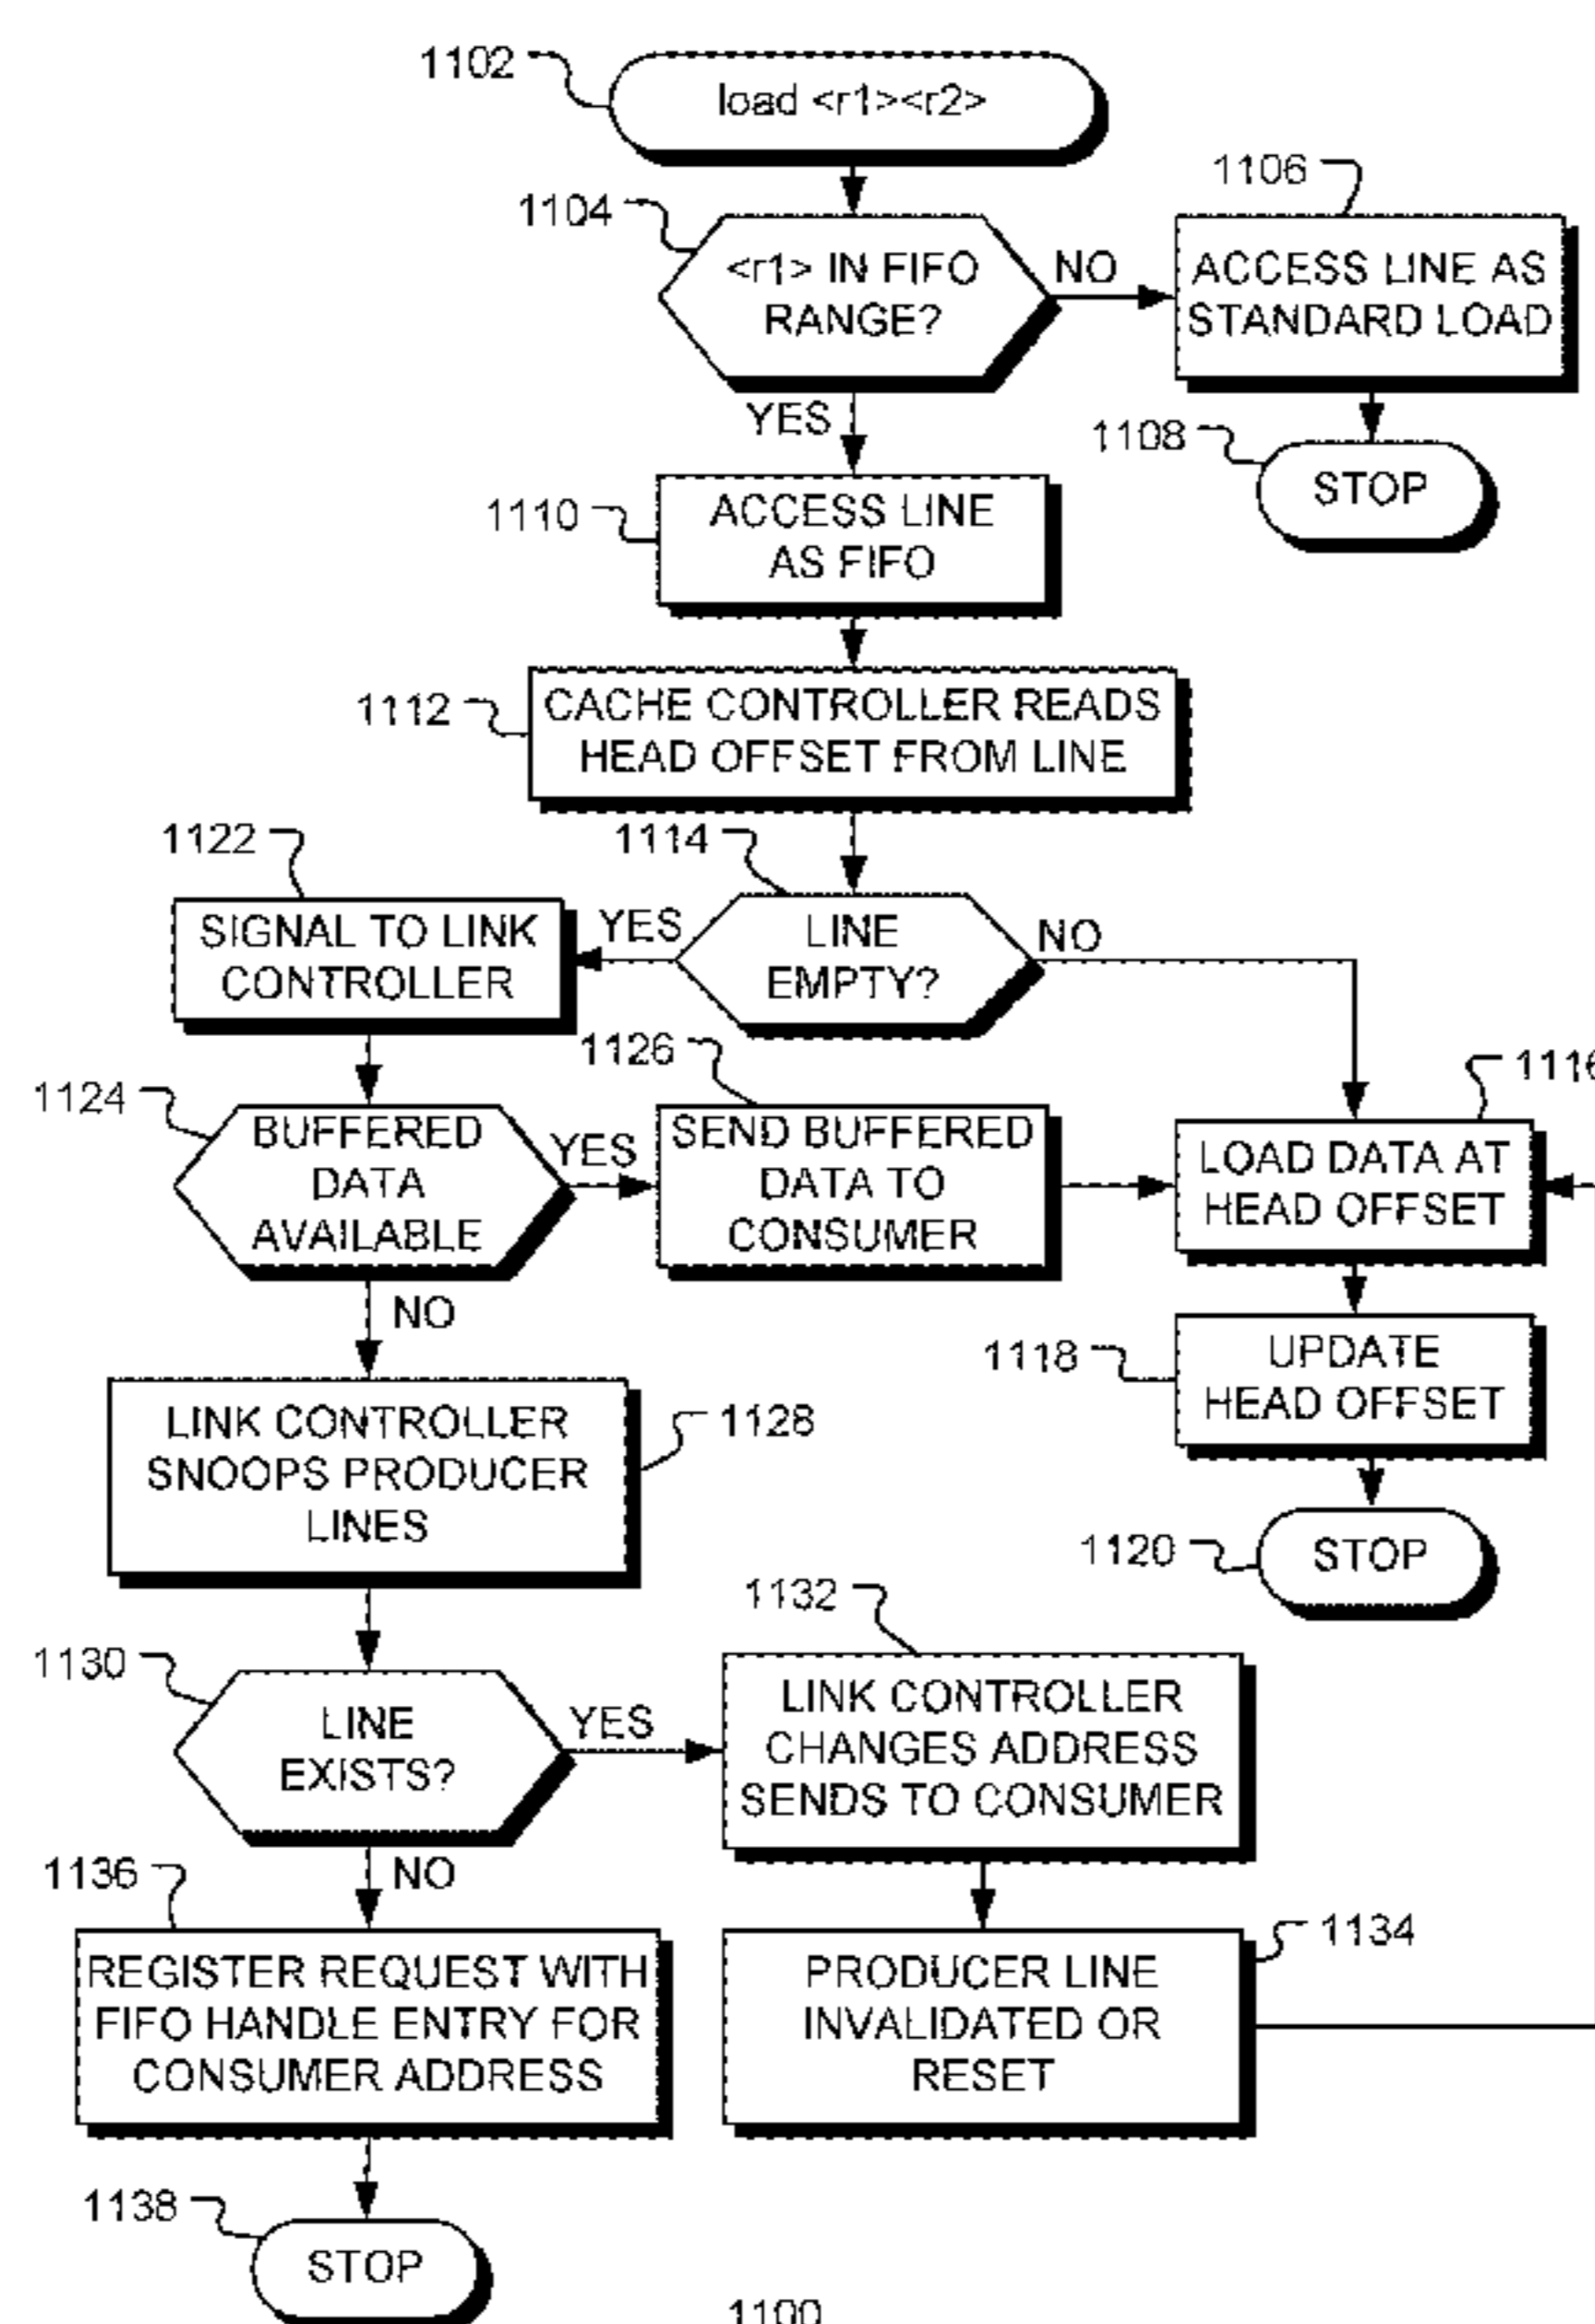 1102
load <r1><r2>
1104
<r1> IN FIFO
RANGE?
NO
1106
ACCESS LINE AS
STANDARD LOAD
YES
1108
STOP
1110
ACCESS LINE
AS FIFO
1112
CACHE CONTROLLER READS
HEAD OFFSET FROM LINE
1122
SIGNAL TO LINK
CONTROLLER
YES
1114
LINE
EMPTY?
NO
1124
BUFFERED
DATA
AVAILABLE
YES
1126
SEND BUFFERED
DATA TO
CONSUMER
1116
LOAD DATA AT
HEAD OFFSET
NO
1118
UPDATE
HEAD OFFSET
1128
LINK CONTROLLER
SNOOPS PRODUCER
LINES
1120
STOP
1130
LINE
EXISTS?
YES
1132
LINK CONTROLLER
CHANGES ADDRESS
SENDS TO CONSUMER
NO
1136
REGISTER REQUEST WITH
FIFO HANDLE ENTRY FOR
CONSUMER ADDRESS
1134
PRODUCER LINE
INVALIDATED OR
RESET
1138
STOP
1100